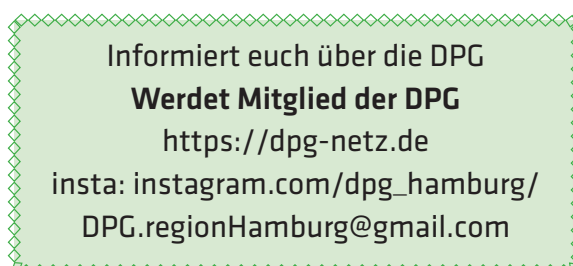 Informiert euch über die DPG
Werdet Mitglied der DPG
https://dpg-netz.de
insta: instagram.com/dpg_hamburg/
DPG.regionHamburg@gmail.com